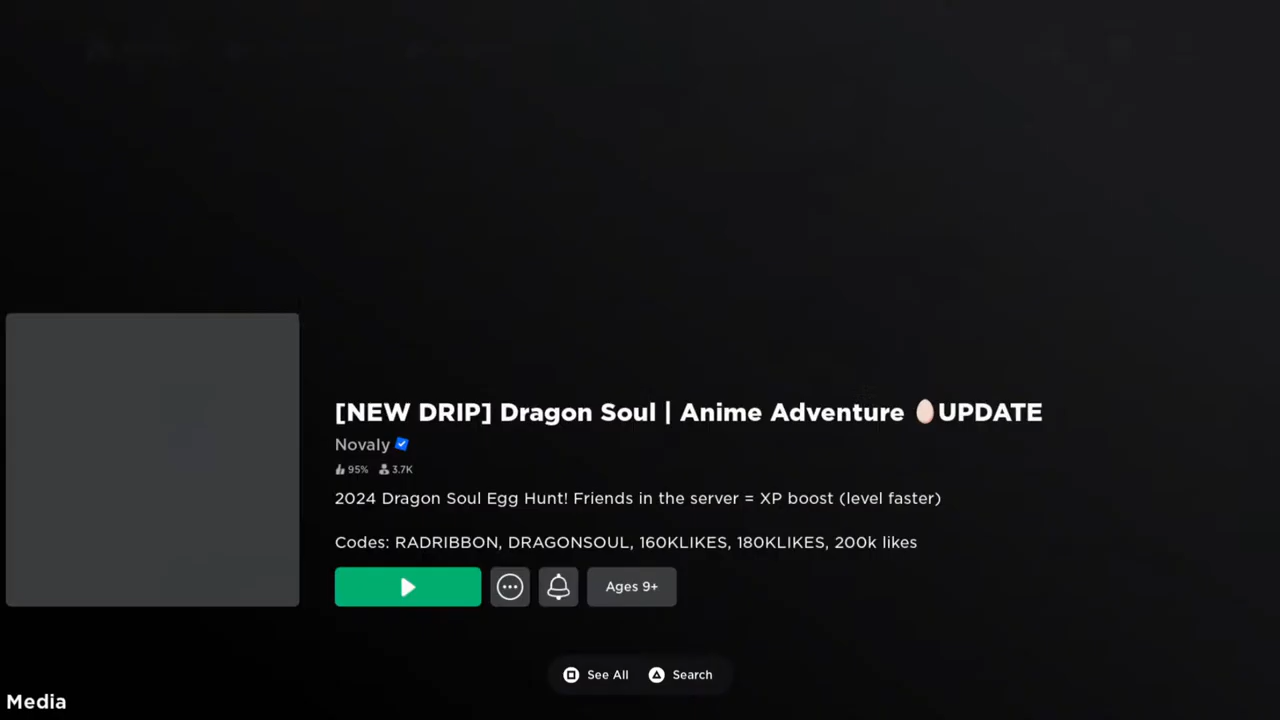 [NEW DRIP] Dragon Soul | Anime Adventure 🥚UPDATE
Novaly
95% 3.7K
2024 Dragon Soul Egg Hunt! Friends in the server = XP boost (level faster)
Codes: RADRIBBON, DRAGONSOUL, 160KLIKES, 180KLIKES, 200k likes
Ages 9+
See All Search
Media